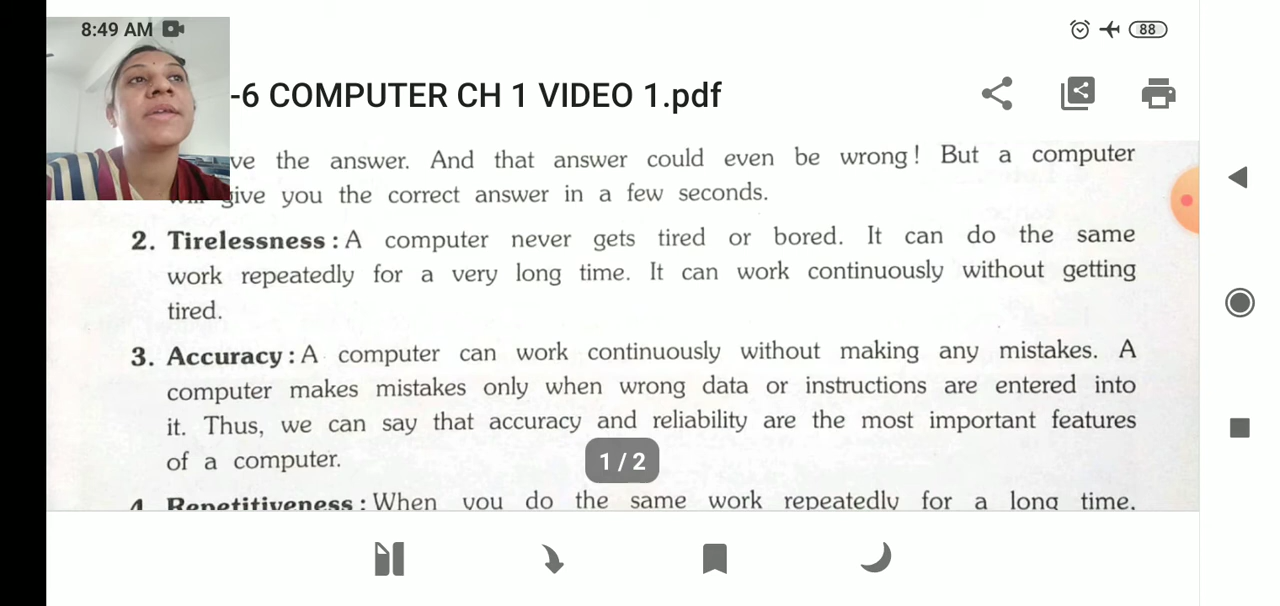 8:49 AM
88
-6 COMPUTER CH 1 VIDEO 1.pdf
ve the answer. And that answer could even be wrong! But a computer
give you the correct answer in a few seconds.
2. Tirelessness : A computer never gets tired or bored. It can do the same
work repeatedly for a very long time. It can work continuously without getting
tired.
3. Accuracy : A computer can work continuously without making any mistakes. A
computer makes mistakes only when wrong data or instructions are entered into
it. Thus, we can say that accuracy and reliability are the most important features
of a computer.
1 / 2
4. Repetitiveness : When you do the same work repeatedly for a long time,